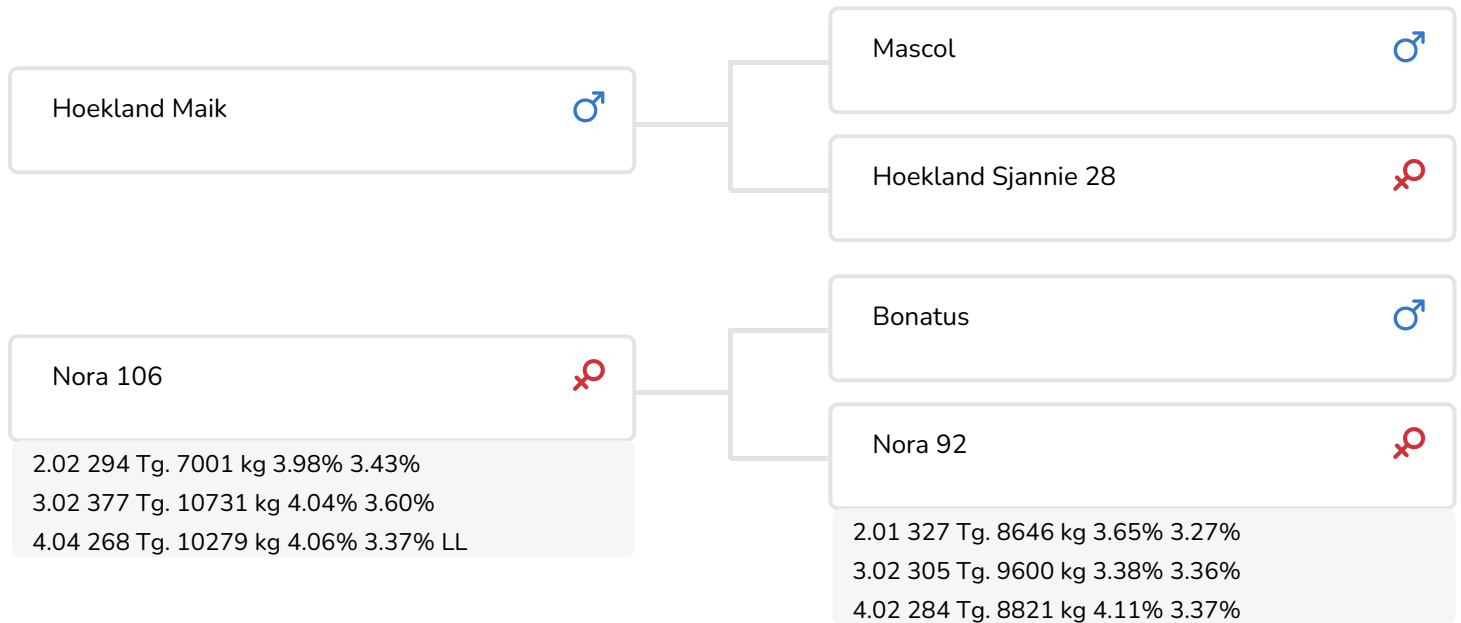 Mascol
Hoekland Maik
Hoekland Sjannie 28
Bonatus
Nora 106
Nora 92
2.02 294 Tg. 7001 kg 3.98% 3.43%
3.02 377 Tg. 10731 kg 4.04% 3.60%
4.04 268 Tg. 10279 kg 4.06% 3.37% LL
2.01 327 Tg. 8646 kg 3.65% 3.27%
3.02 305 Tg. 9600 kg 3.38% 3.36%
4.02 284 Tg. 8821 kg 4.11% 3.37%